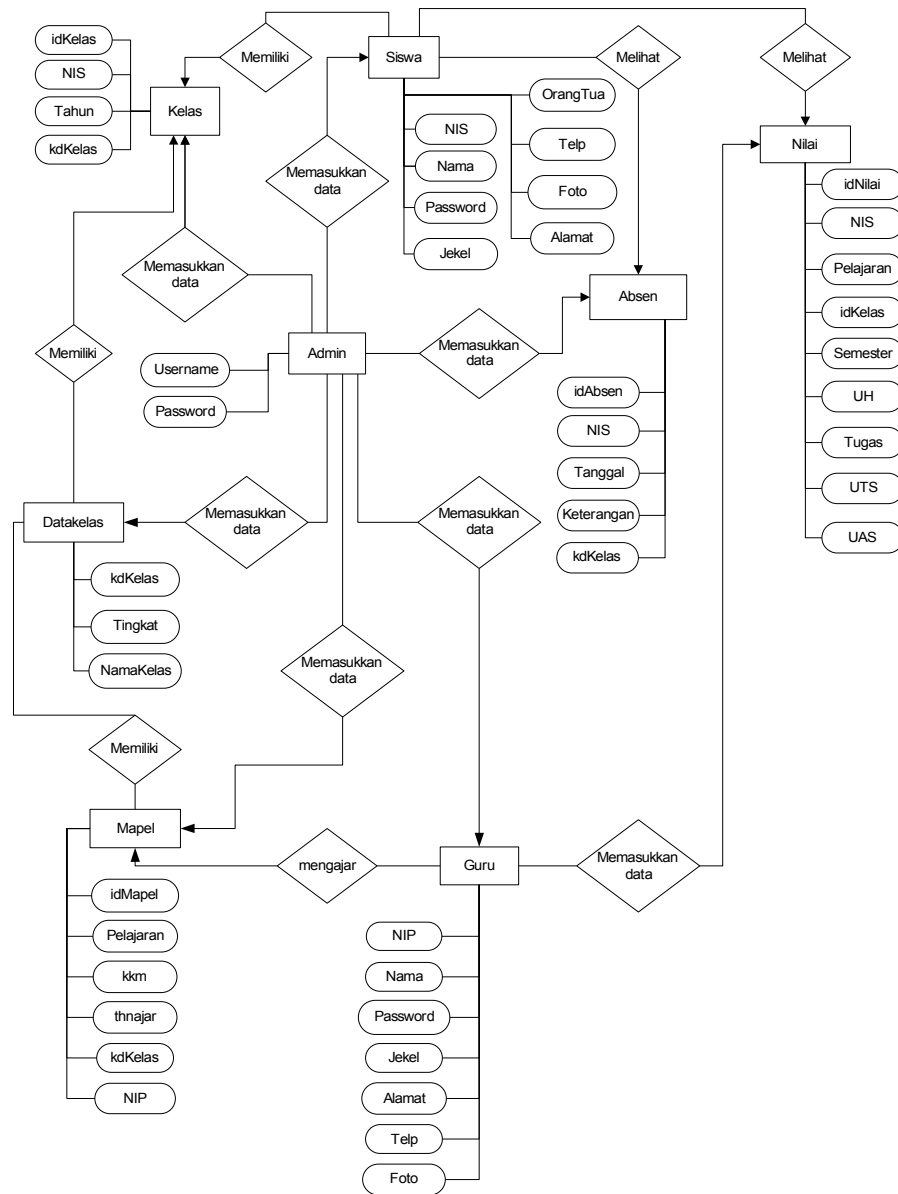 idKelas
NIS
Tahun
kdKelas
Memiliki
Kelas
Siswa
Melihat
Melihat
OrangTua
NIS
Telp
Nama
Password
Foto
Jekel
Alamat
Memasukkan
data
Memasukkan
data
Nilai
idNilai
NIS
Pelajaran
idKelas
Semester
UH
Tugas
UTS
UAS
Absen
idAbsen
NIS
Tanggal
Keterangan
kdKelas
Admin
Username
Password
Memasukkan
data
Memiliki
Datakelas
Memasukkan
data
Memasukkan
data
kdKelas
Tingkat
NamaKelas
Memasukkan
data
Memiliki
Mapel
mengajar
Guru
Memasukkan
data
idMapel
Pelajaran
kkm
thnajar
kdKelas
NIP
NIP
Nama
Password
Jekel
Alamat
Telp
Foto